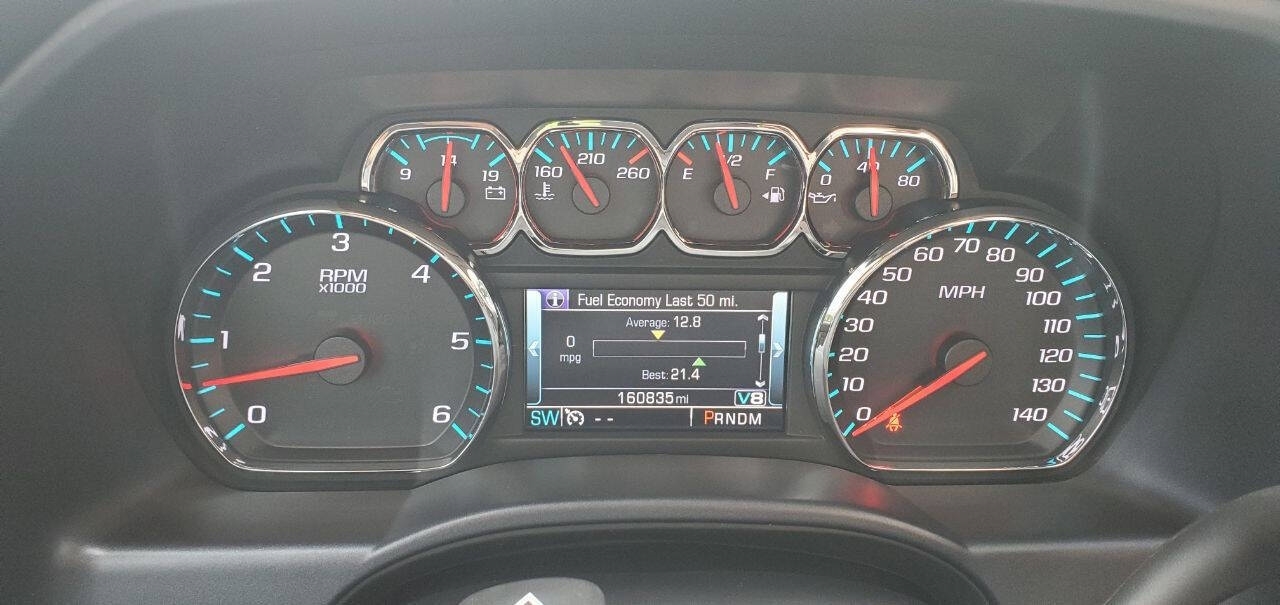 9 14 19
160 210 260
E 1/2 F
0 40 80
0 1 2 3 4 5 6
RPM
x1000
Fuel Economy Last 50 mi.
Average: 12.8
0
mpg
Best: 21.4
160835 mi V8
SW -- PRNDM
0 10 20 30 40 50 60 70 80 90 100 110 120 130 140
MPH